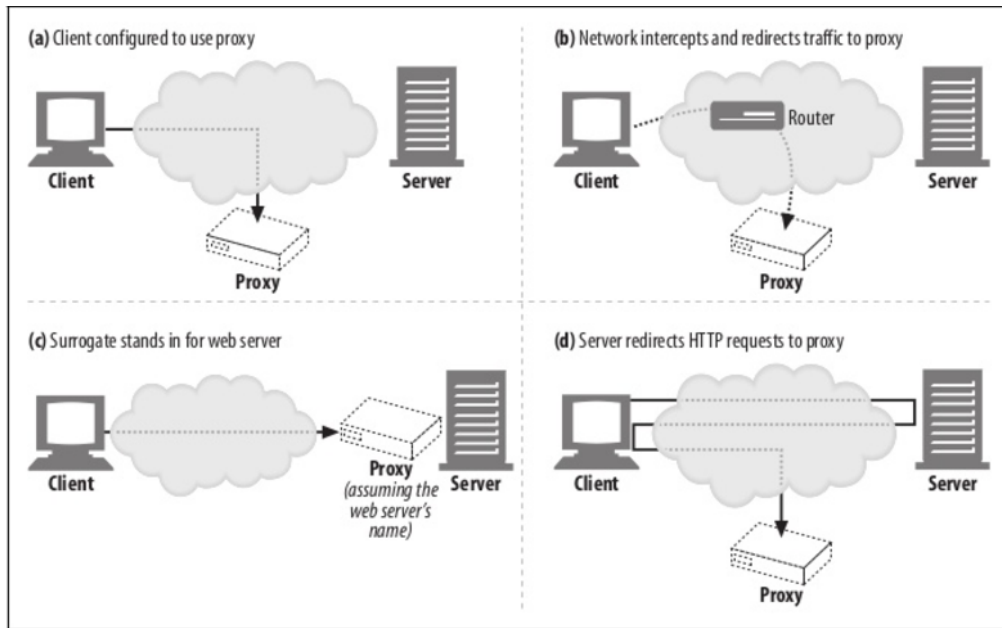 (a) Client configured to use proxy
Client
Server
Proxy
(b) Network intercepts and redirects traffic to proxy
Router
Client
Server
Proxy
(c) Surrogate stands in for web server
Client
Proxy
(assuming the
web server's
name)
Server
(d) Server redirects HTTP requests to proxy
Client
Server
Proxy